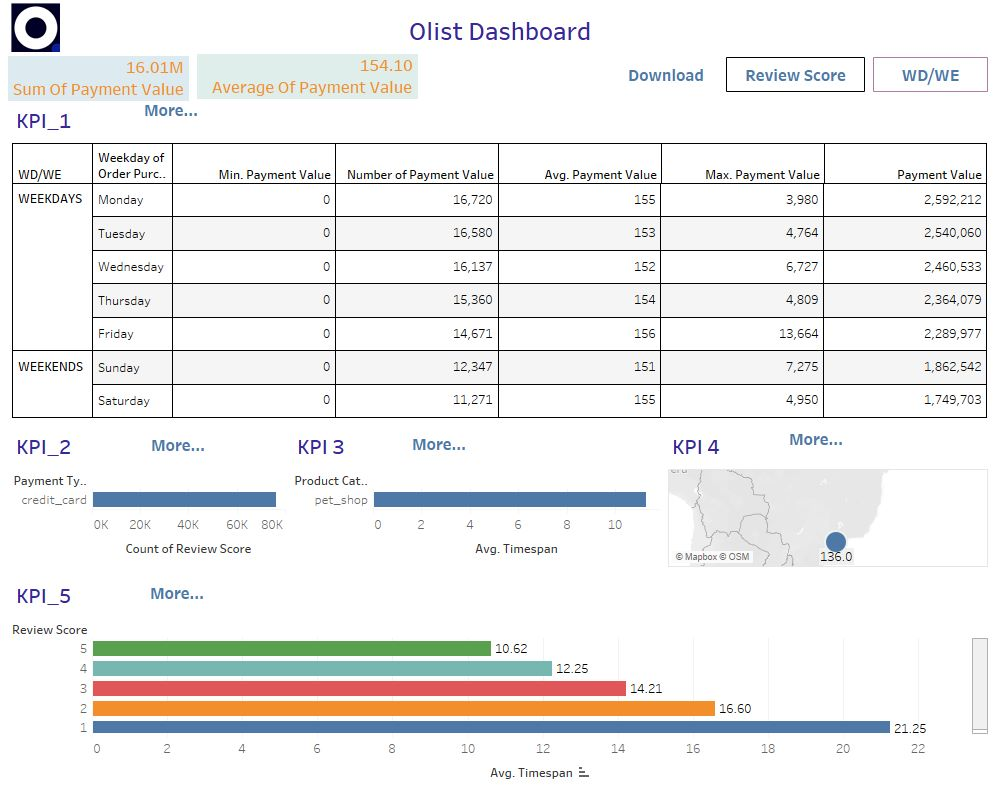 Olist Dashboard
16.01M
Sum Of Payment Value
154.10
Average Of Payment Value
Download
Review Score
WD/WE
KPI_1
More...
WD/WE Weekday of Order Purc.. Min. Payment Value Number of Payment Value Avg. Payment Value Max. Payment Value Payment Value
WEEKDAYS Monday 0 16,720 155 3,980 2,592,212
Tuesday 0 16,580 153 4,764 2,540,060
Wednesday 0 16,137 152 6,727 2,460,533
Thursday 0 15,360 154 4,809 2,364,079
Friday 0 14,671 156 13,664 2,289,977
WEEKENDS Sunday 0 12,347 151 7,275 1,862,542
Saturday 0 11,271 155 4,950 1,749,703
KPI_2
More...
Payment Ty..
credit_card
0K 20K 40K 60K 80K
Count of Review Score
KPI 3
More...
Product Cat..
pet_shop
0 2 4 6 8 10
Avg. Timespan
KPI 4
More...
136.0
© Mapbox © OSM
KPI_5
More...
Review Score
5 10.62
4 12.25
3 14.21
2 16.60
1 21.25
0 2 4 6 8 10 12 14 16 18 20 22
Avg. Timespan